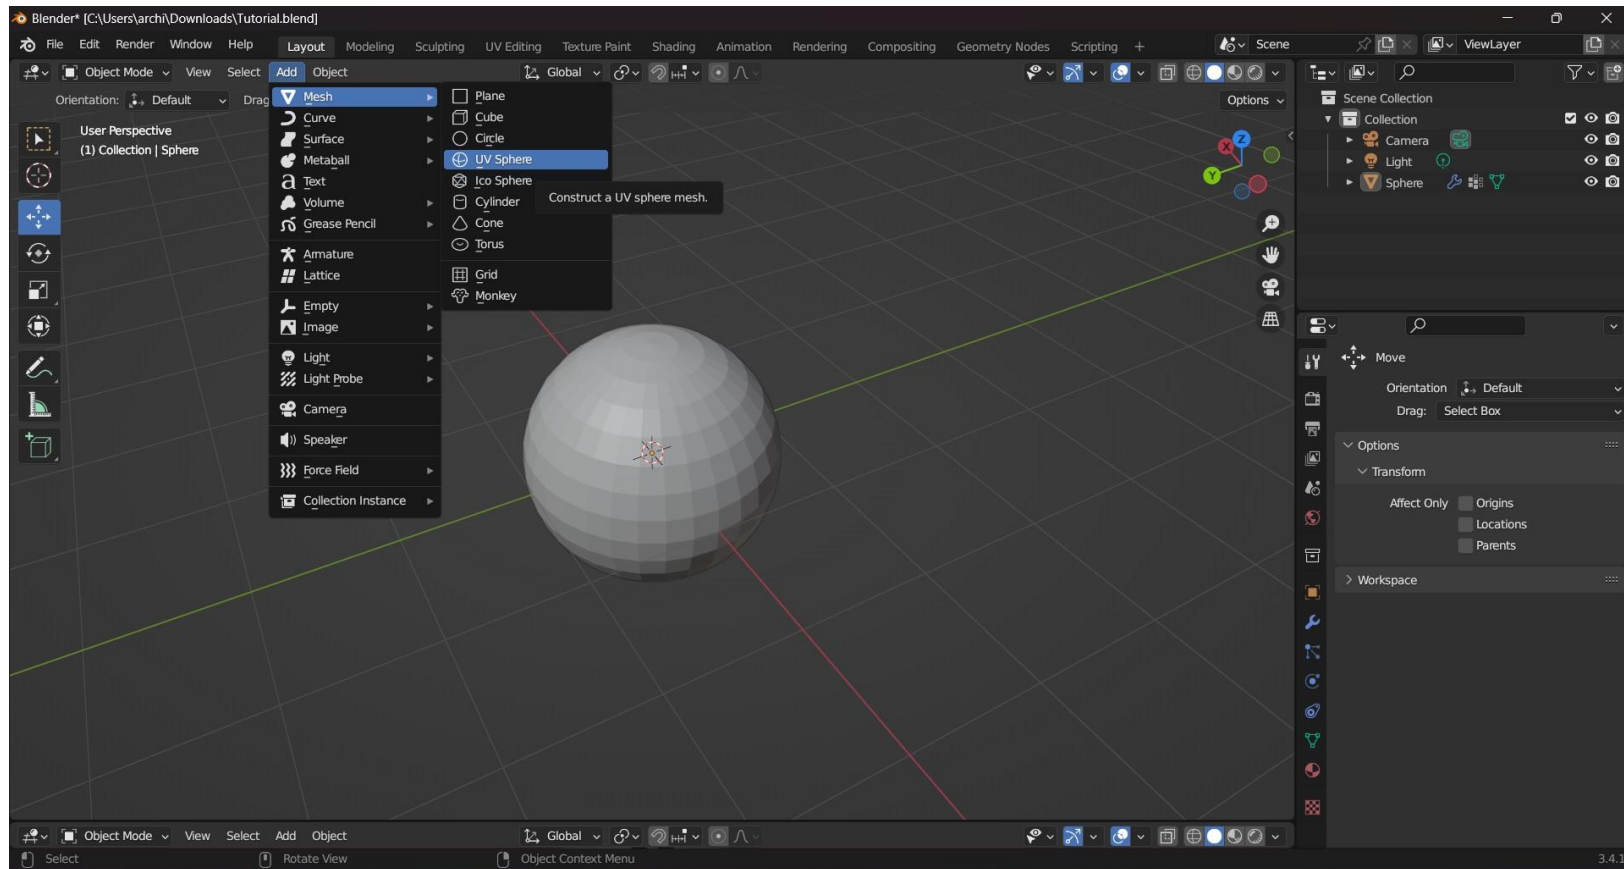 Blender* [C:\Users\archi\Downloads\Tutorial.blend]
File Edit Render Window Help Layout Modeling Sculpting UV Editing Texture Paint Shading Animation Rendering Compositing Geometry Nodes Scripting + Scene ViewLayer
Object Mode View Select Add Object Global
Orientation: Default Drag Options
User Perspective
(1) Collection | Sphere
Mesh
Curve
Surface
Metaball
Text
Volume
Grease Pencil
Armature
Lattice
Empty
Image
Light
Light Probe
Camera
Speaker
Force Field
Collection Instance
Plane
Cube
Circle
UV Sphere
Ico Sphere
Cylinder
Cone
Torus
Grid
Monkey
Construct a UV sphere mesh.
X Z
Y
Scene Collection
Collection
Camera
Light
Sphere
Move
Orientation Default
Drag: Select Box
Options
Transform
Affect Only Origins
Locations
Parents
Workspace
Object Mode View Select Add Object Global
Select Rotate View Object Context Menu 3.4.1